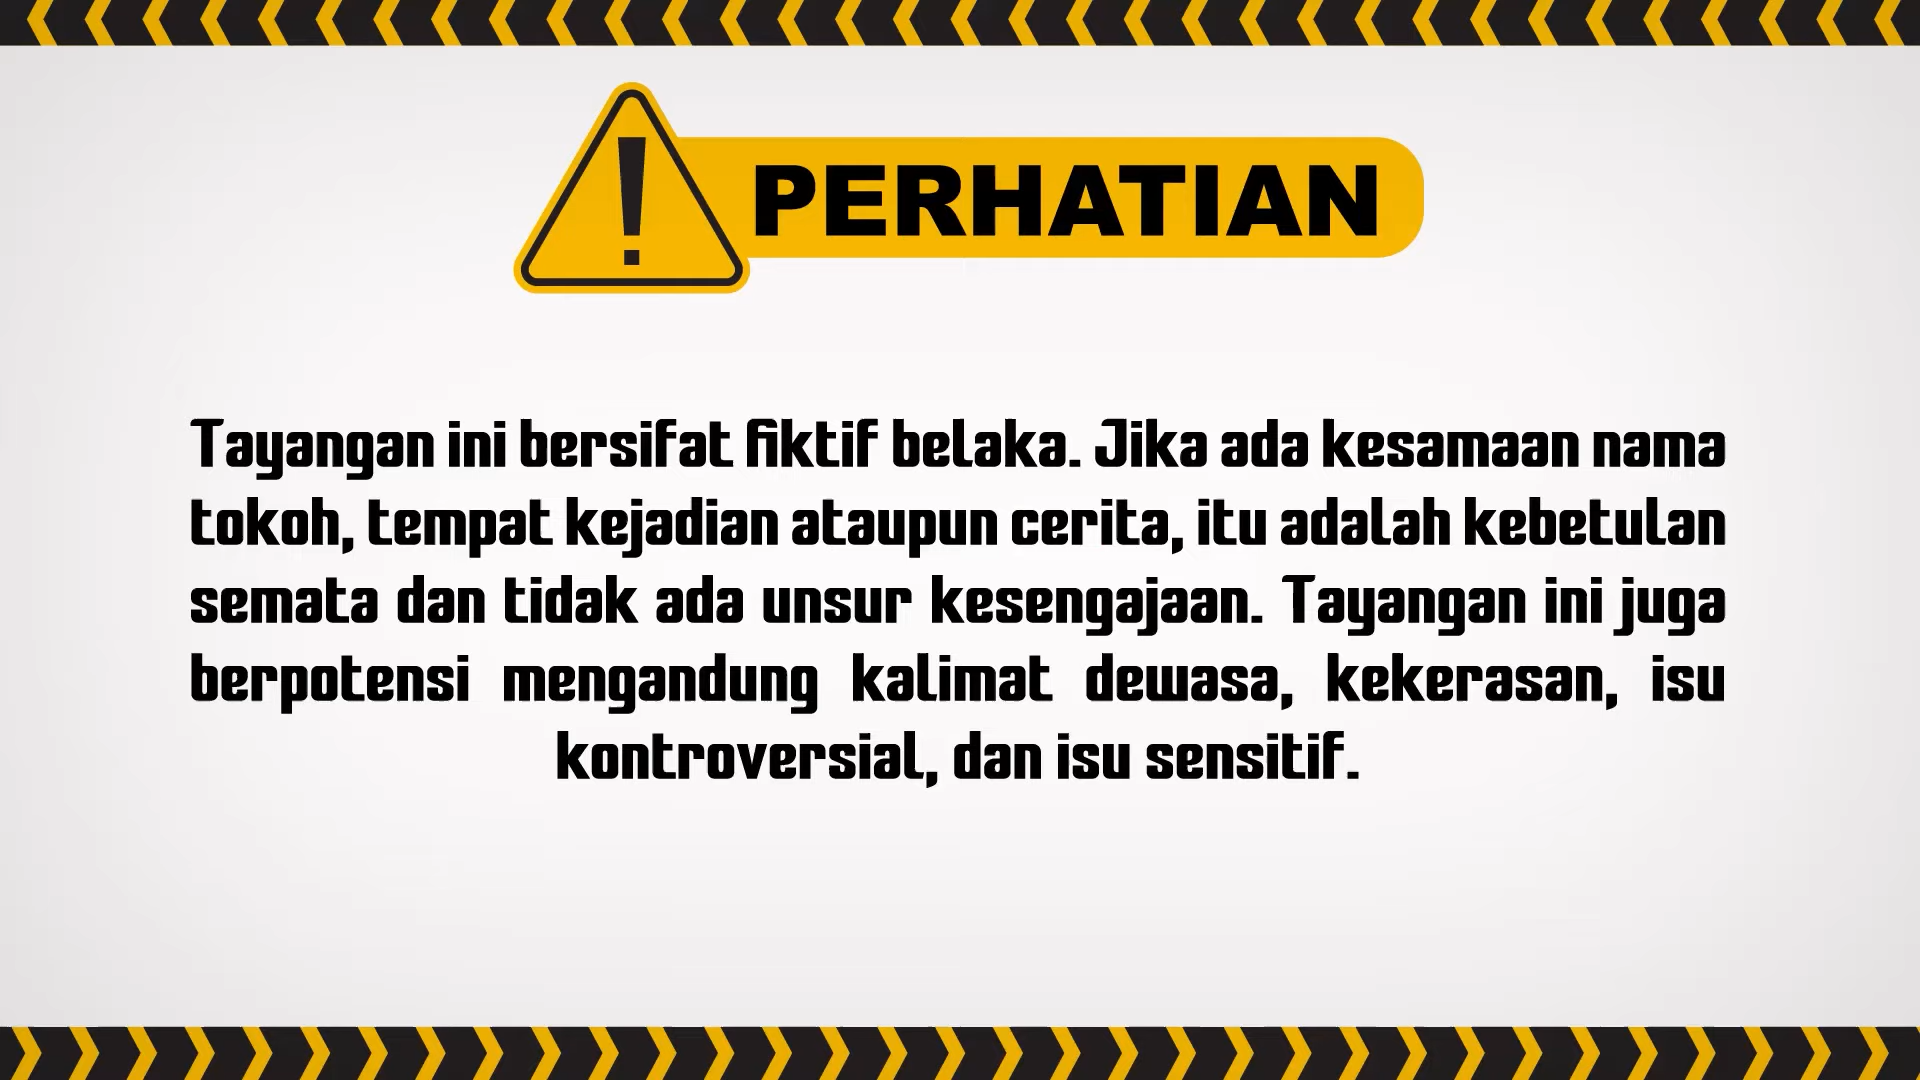 PERHATIAN
Tayangan ini bersifat fiktif belaka. Jika ada kesamaan nama
tokoh, tempat kejadian ataupun cerita, itu adalah kebetulan
semata dan tidak ada unsur kesengajaan. Tayangan ini juga
berpotensi mengandung kalimat dewasa, kekerasan, isu
kontroversial, dan isu sensitif.